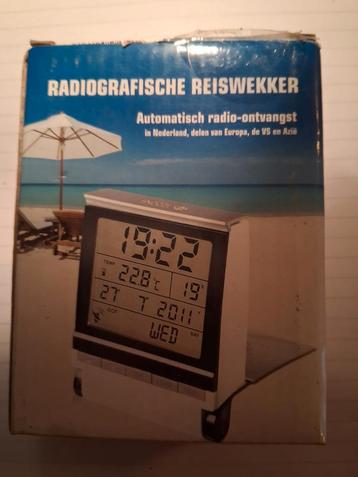 RADIOGRAFISCHE REISWEKKER
Automatisch radio-ontvangst
in Nederland, delen van Europa, de VS en Azië
19:22
TEMP
22.8°C 19"
27 7 2011
WED